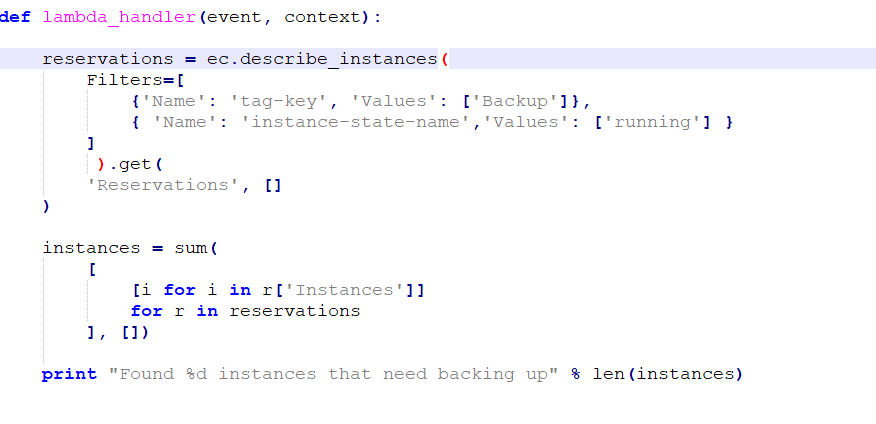 def lambda_handler(event, context):
reservations = ec.describe_instances(
Filters=[
{'Name': 'tag-key', 'Values': ['Backup']},
{ 'Name': 'instance-state-name','Values': ['running'] }
]
).get(
'Reservations', []
)
instances = sum(
[
[i for i in r['Instances']]
for r in reservations
], [])
print "Found %d instances that need backing up" % len(instances)